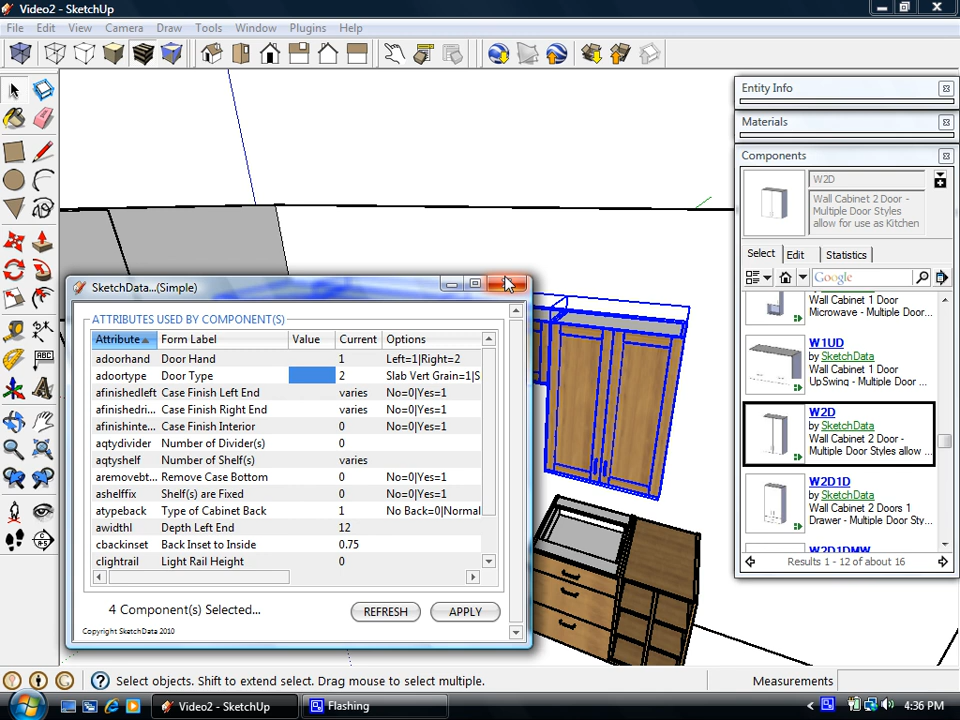 Video2 - SketchUp
File Edit View Camera Draw Tools Window Plugins Help
Entity Info
Materials
Components
W2D
Wall Cabinet 2 Door -
Multiple Door Styles
allow for use as Kitchen
Select Edit Statistics
Google
Wall Cabinet 1 Door
Microwave - Multiple Door...
W1UD
by SketchData
Wall Cabinet 1 Door
UpSwing - Multiple Door...
W2D
by SketchData
Wall Cabinet 2 Door -
Multiple Door Styles allow ...
W2D1D
by SketchData
Wall Cabinet 2 Doors 1
Drawer - Multiple Door Sty...
W2D1DMW
Results 1 - 12 of about 16
SketchData...(Simple)
ATTRIBUTES USED BY COMPONENT(S)
Attribute Form Label Value Current Options
adoorhand Door Hand 1 Left=1|Right=2
adoortype Door Type 2 Slab Vert Grain=1|S
afinishedleft Case Finish Left End varies No=0|Yes=1
afinishedri... Case Finish Right End varies No=0|Yes=1
afinishinte... Case Finish Interior 0 No=0|Yes=1
aqtydivider Number of Divider(s) 0
aqtyshelf Number of Shelf(s) varies
aremovebt... Remove Case Bottom 0 No=0|Yes=1
ashelffix Shelf(s) are Fixed 0 No=0|Yes=1
atypeback Type of Cabinet Back 1 No Back=0|Normal
awidthl Depth Left End 12
cbackinset Back Inset to Inside 0.75
clightrail Light Rail Height 0
4 Component(s) Selected...
REFRESH APPLY
Copyright SketchData 2010
Select objects. Shift to extend select. Drag mouse to select multiple.
Measurements
Video2 - SketchUp
Flashing
4:36 PM